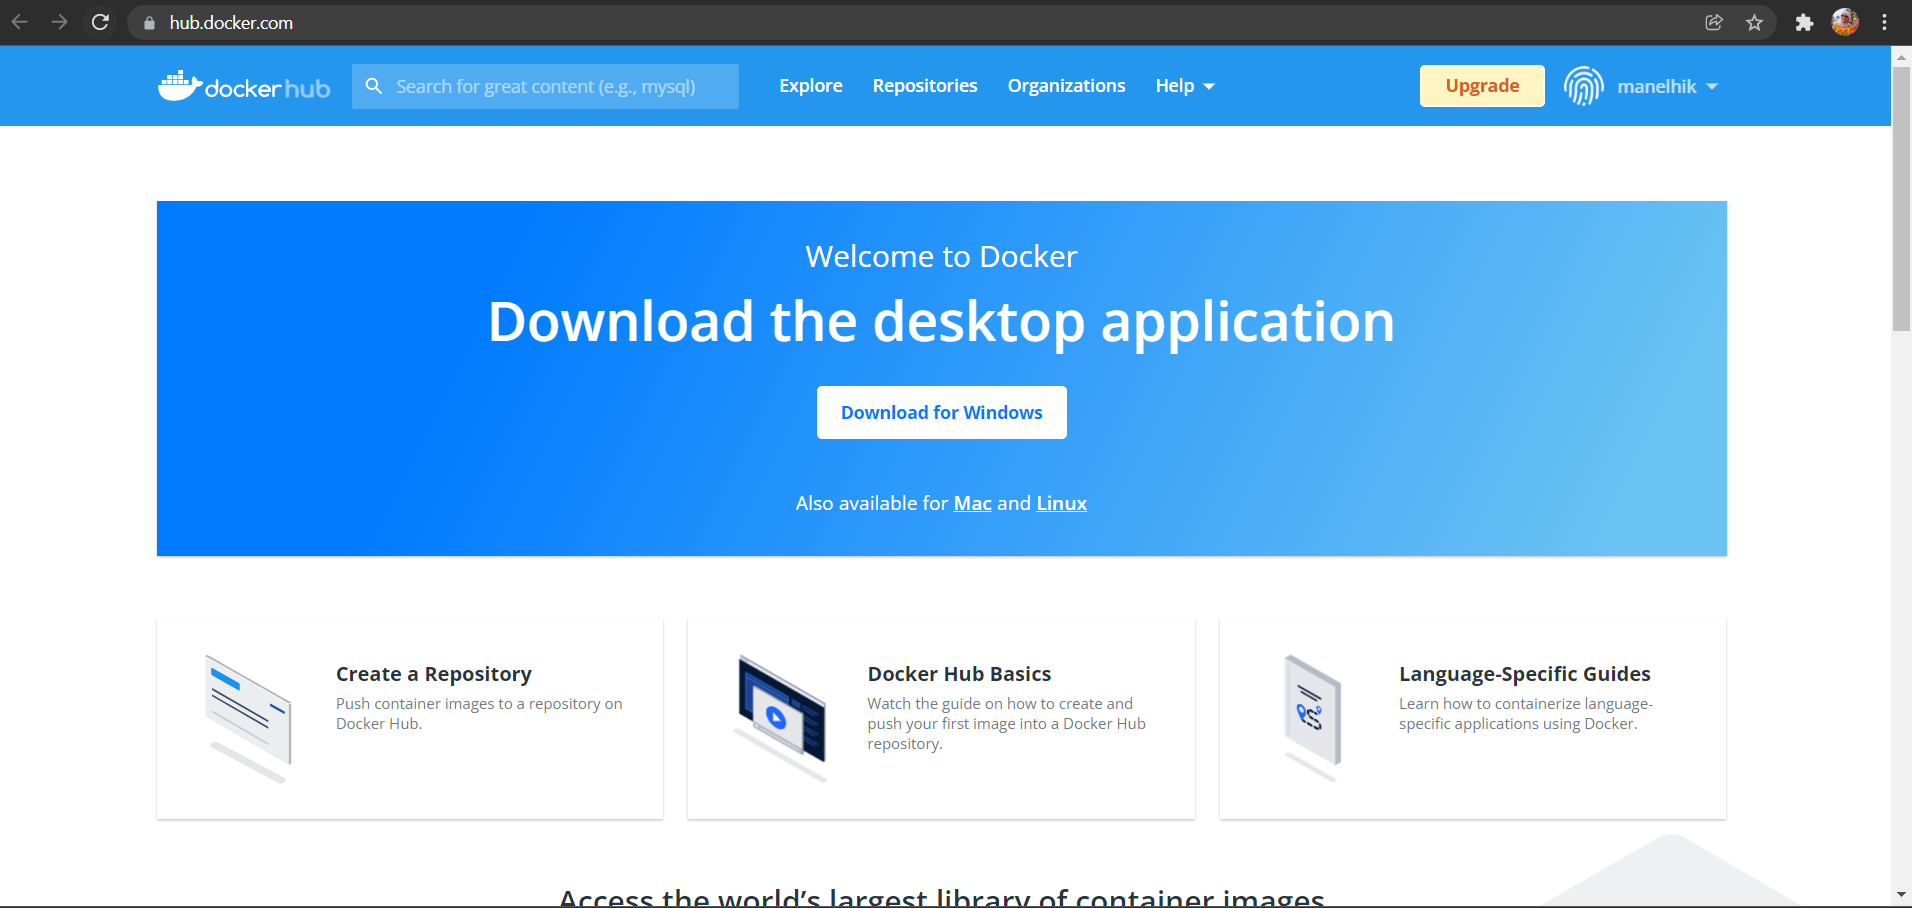 hub.docker.com
dockerhub
Search for great content (e.g., mysql)
Explore
Repositories
Organizations
Help
Upgrade
manelhik
Welcome to Docker
Download the desktop application
Download for Windows
Also available for Mac and Linux
Create a Repository
Push container images to a repository on
Docker Hub.
Docker Hub Basics
Watch the guide on how to create and
push your first image into a Docker Hub
repository.
Language-Specific Guides
Learn how to containerize language-
specific applications using Docker.
Access the world's largest library of container images